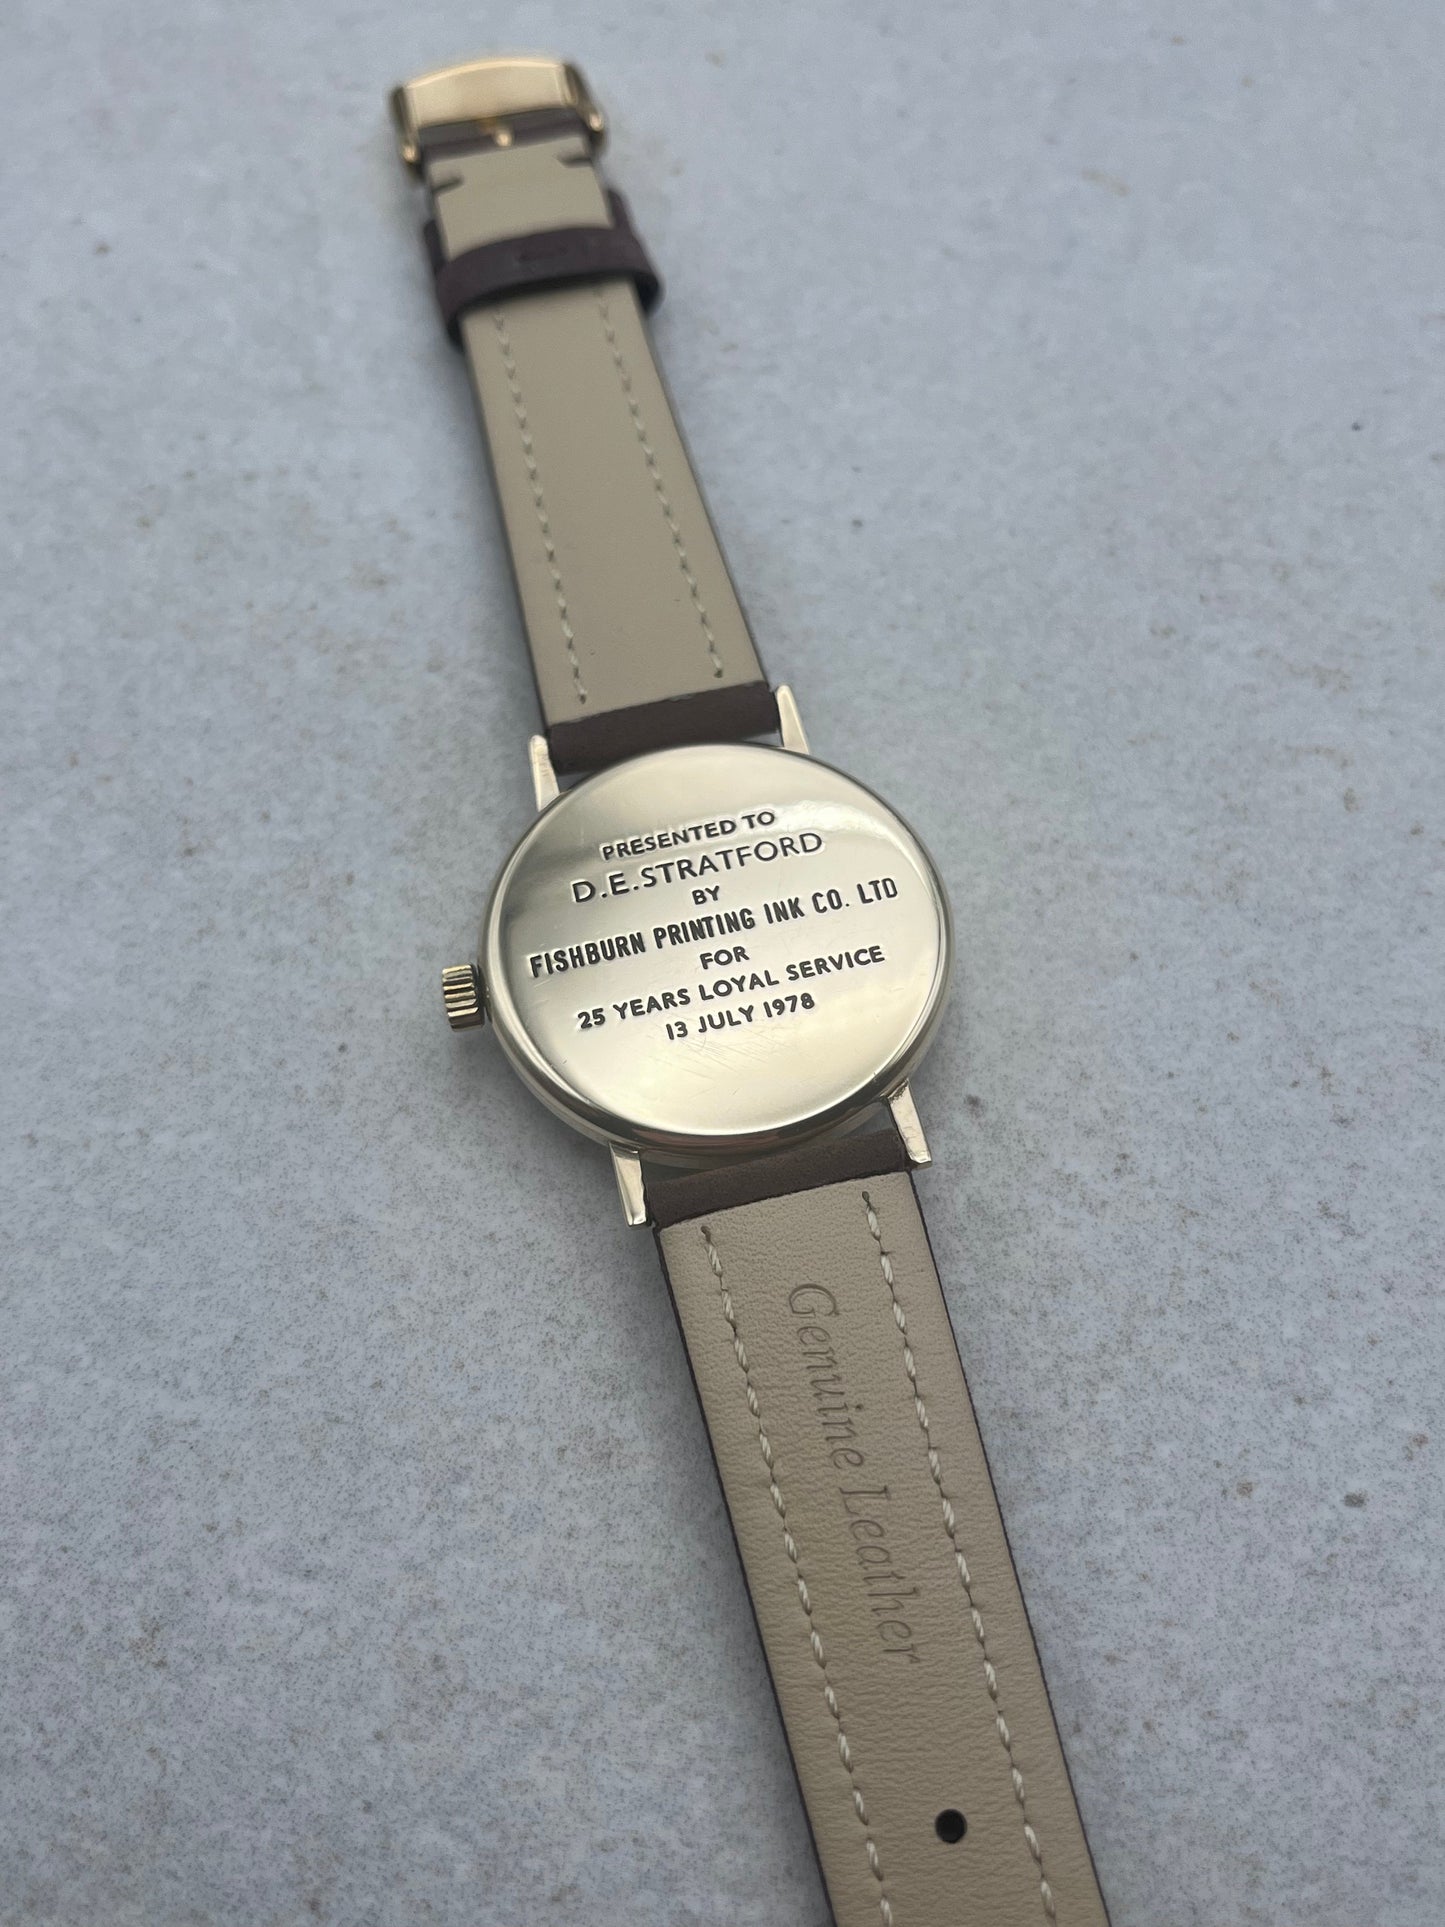 PRESENTED TO
D.E.STRATFORD
BY
FISHBURN PRINTING INK CO. LTD
FOR
25 YEARS LOYAL SERVICE
13 JULY 1978
Genuine Leather